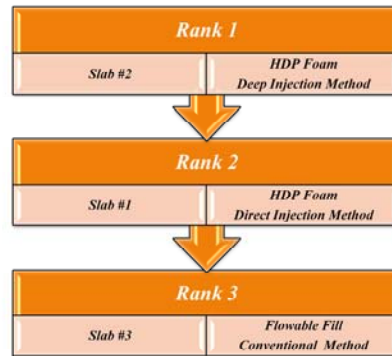 Rank 1
Slab #2
HDP Foam
Deep Injection Method
Rank 2
Slab #1
HDP Foam
Direct Injection Method
Rank 3
Slab #3
Flowable Fill
Conventional Method